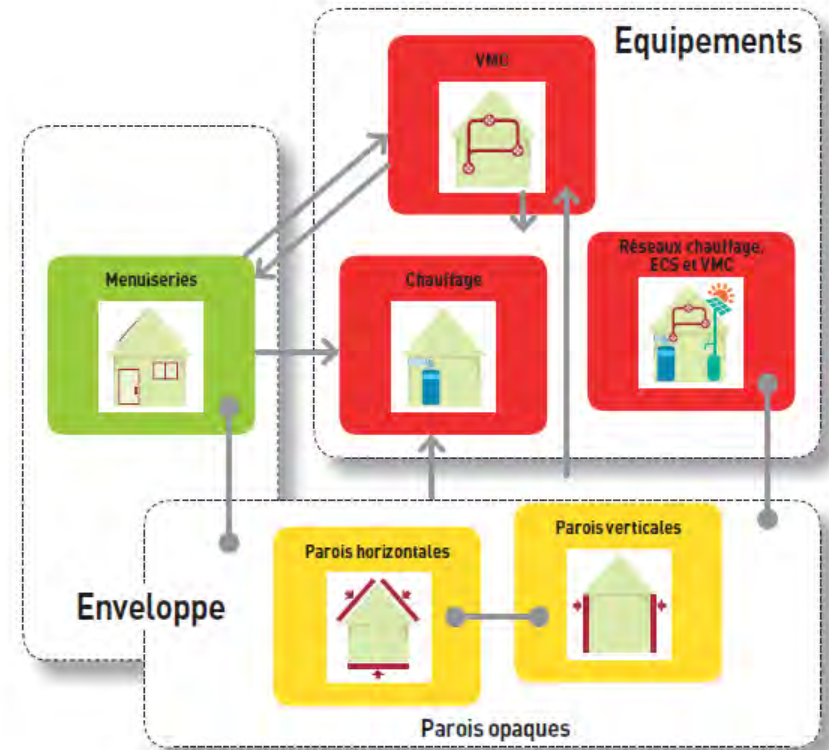 Equipements
VMC
Réseaux chauffage,
ECS et VMC
Menuiseries
Chauffage
Parois verticales
Parois horizontales
Enveloppe
Parois opaques